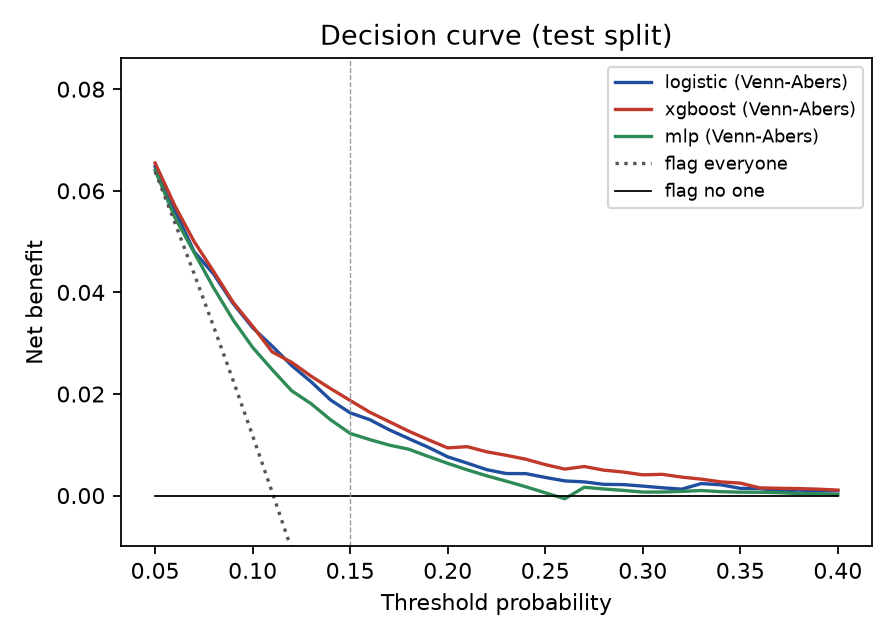 Decision curve (test split)
0.08
0.06
0.04
0.02
0.00
Net benefit
logistic (Venn-Abers)
xgboost (Venn-Abers)
mlp (Venn-Abers)
flag everyone
flag no one
0.05 0.10 0.15 0.20 0.25 0.30 0.35 0.40
Threshold probability